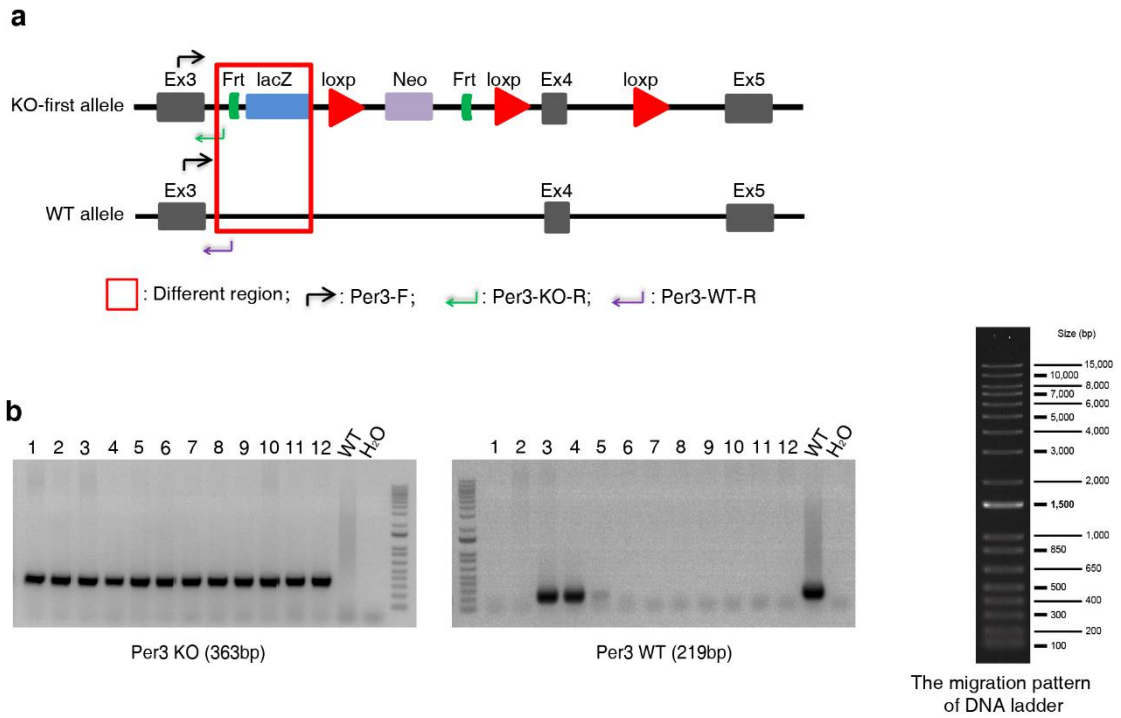 a
Ex3 Frt lacZ loxp Neo Frt loxp Ex4 loxp Ex5
KO-first allele
Ex3 Ex4 Ex5
WT allele
: Different region; : Per3-F; : Per3-KO-R; : Per3-WT-R
b
1 2 3 4 5 6 7 8 9 10 11 12 WT H₂O
Per3 KO (363bp)
1 2 3 4 5 6 7 8 9 10 11 12 WT H₂O
Per3 WT (219bp)
Size (bp)
15,000
10,000
8,000
7,000
6,000
5,000
4,000
3,000
2,000
1,500
1,000
850
650
500
400
300
200
100
The migration pattern
of DNA ladder